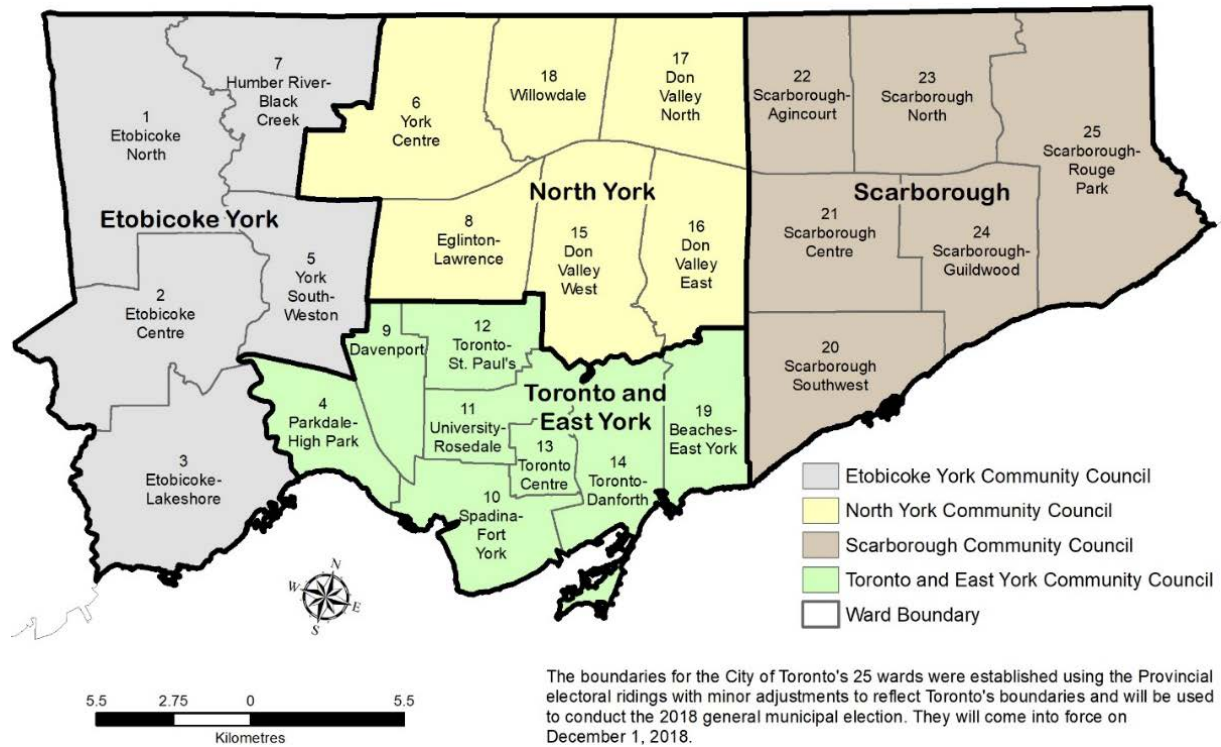 7
Humber River-
Black
Creek
1
Etobicoke
North
Etobicoke York
2
Etobicoke
Centre
5
York
South-
Weston
3
Etobicoke-
Lakeshore
6
York
Centre
18
Willowdale
17
Don
Valley
North
North York
8
Eglinton-
Lawrence
15
Don
Valley
West
16
Don
Valley
East
22
Scarborough-
Agincourt
23
Scarborough
North
25
Scarborough-
Rouge
Park
Scarborough
21
Scarborough
Centre
24
Scarborough-
Guildwood
20
Scarborough
Southwest
9
Davenport
12
Toronto-
St. Paul's
Toronto and
East York
4
Parkdale-
High Park
11
University-
Rosedale
13
Toronto
Centre
14
Toronto-
Danforth
19
Beaches-
East York
10
Spadina-
Fort
York
N
W
E
S
Etobicoke York Community Council
North York Community Council
Scarborough Community Council
Toronto and East York Community Council
Ward Boundary
5.5 2.75 0 5.5
Kilometres
The boundaries for the City of Toronto's 25 wards were established using the Provincial
electoral ridings with minor adjustments to reflect Toronto's boundaries and will be used
to conduct the 2018 general municipal election. They will come into force on
December 1, 2018.